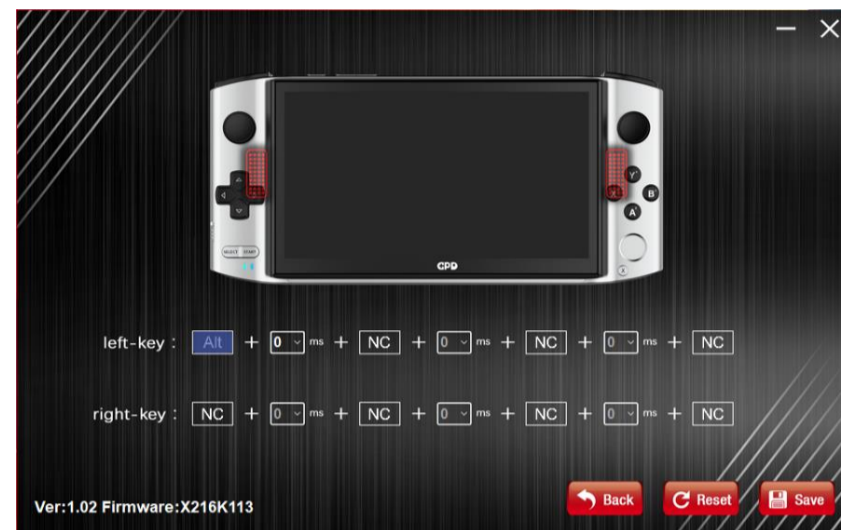 Y
X
B
A
SELECT START
GPD
left-key : Alt + 0 ms + NC + 0 ms + NC + 0 ms + NC
right-key : NC + 0 ms + NC + 0 ms + NC + 0 ms + NC
Back
Reset
Save
Ver:1.02 Firmware:X216K113